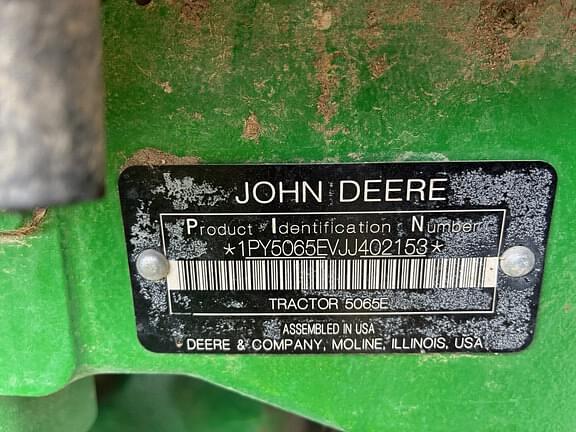 JOHN DEERE
Product Identification Number
*1PY5065EVJJ402153*
TRACTOR 5065E
ASSEMBLED IN USA
DEERE & COMPANY, MOLINE, ILLINOIS, USA